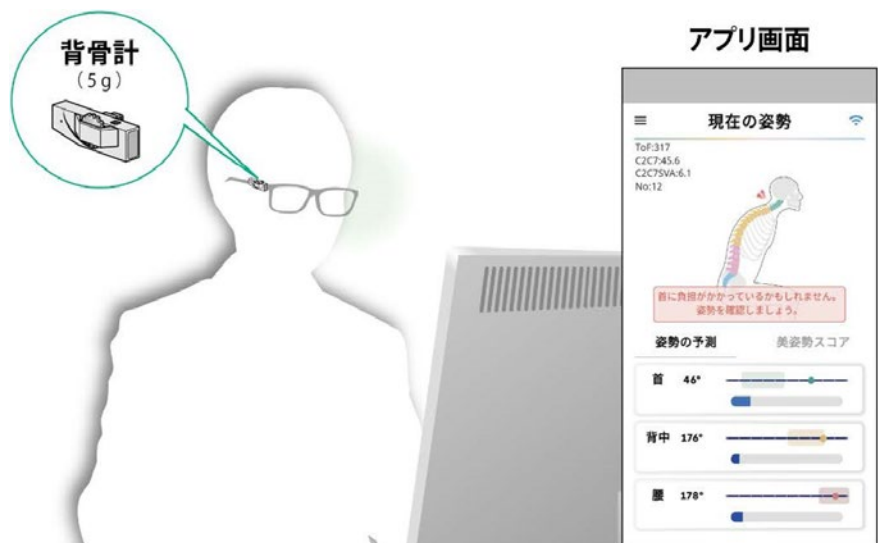 背骨計
(5g)
アプリ画面
現在の姿勢
ToF:317
C2C7:45.6
C2C7SVA:6.1
No:12
首に負担がかかっているかもしれません。
姿勢を確認しましょう。
姿勢の予測 美姿勢スコア
首 46°
背中 176°
腰 178°